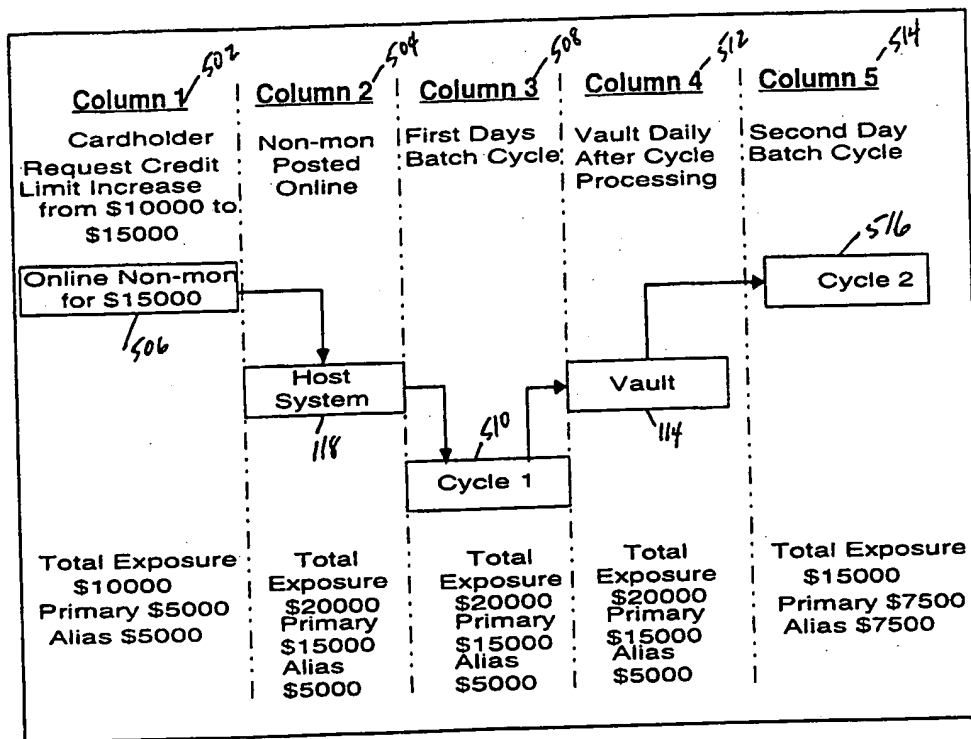 502
504
508
512
514
Column 1
Column 2
Column 3
Column 4
Column 5
Cardholder
Request Credit
Limit Increase
from $10000 to
$15000
Non-mon
Posted
Online
First Days
Batch Cycle
Vault Daily
After Cycle
Processing
Second Day
Batch Cycle
Online Non-mon
for $15000
506
Host
System
118
510
Cycle 1
Vault
114
516
Cycle 2
Total Exposure
$10000
Primary $5000
Alias $5000
Total
Exposure
$20000
Primary
$15000
Alias
$5000
Total
Exposure
$20000
Primary
$15000
Alias
$5000
Total
Exposure
$20000
Primary
$15000
Alias
$5000
Total Exposure
$15000
Primary $7500
Alias $7500